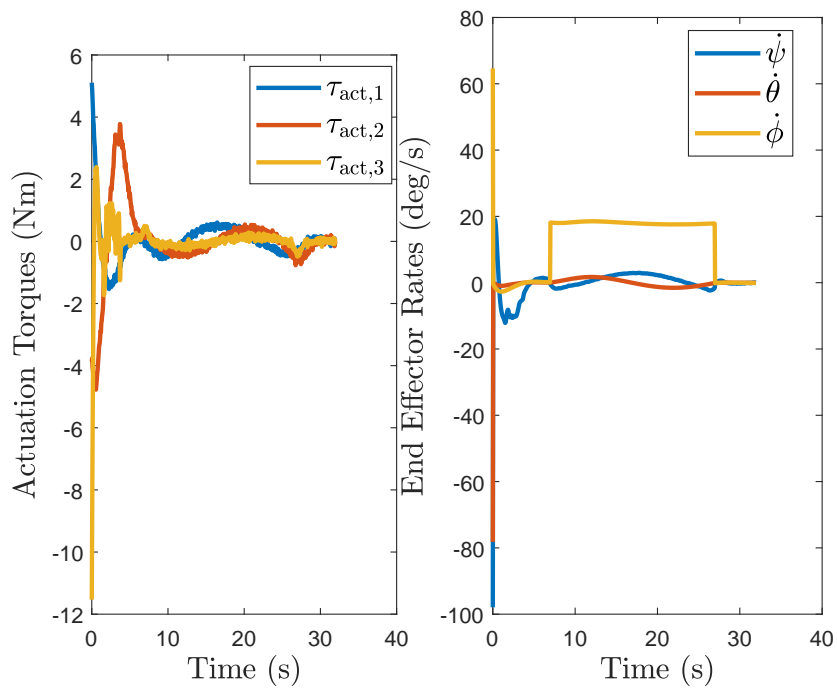 6
4
2
0
-2
-4
-6
-8
-10
-12
0 10 20 30 40
Time (s)
Actuation Torques (Nm)
τact,1
τact,2
τact,3
80
60
40
20
0
-20
-40
-60
-80
-100
0 10 20 30 40
Time (s)
End Effector Rates (deg/s)
ψ̇
θ̇
ϕ̇